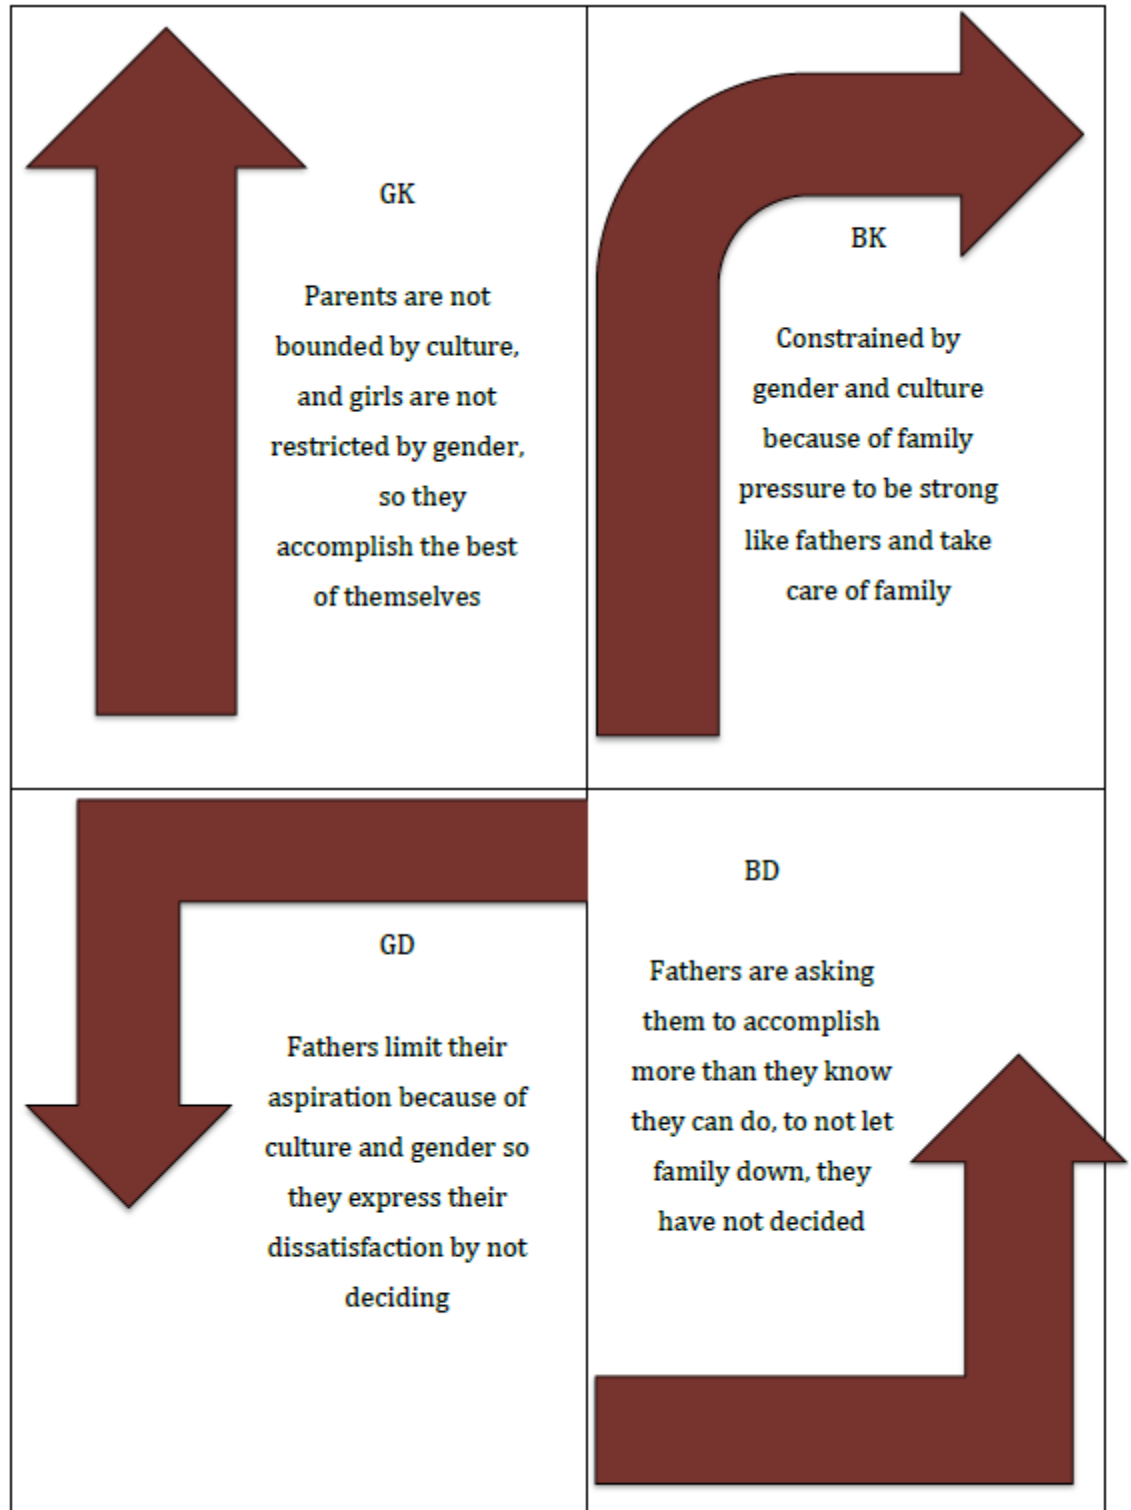 GK
Parents are not
bounded by culture,
and girls are not
restricted by gender,
so they
accomplish the best
of themselves
BK
Constrained by
gender and culture
because of family
pressure to be strong
like fathers and take
care of family
GD
Fathers limit their
aspiration because of
culture and gender so
they express their
dissatisfaction by not
deciding
BD
Fathers are asking
them to accomplish
more than they know
they can do, to not let
family down, they
have not decided